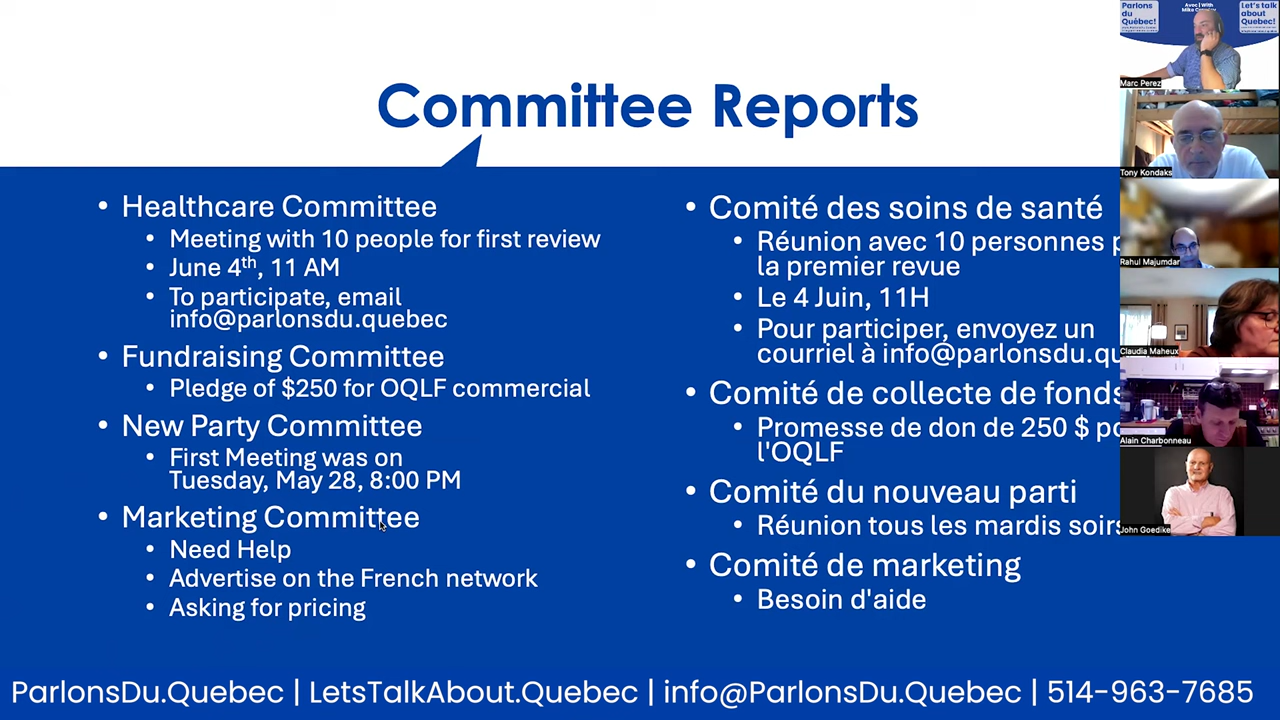 Committee Reports
• Healthcare Committee
• Meeting with 10 people for first review
• June 4th, 11 AM
• To participate, email
info@parlonsdu.quebec
• Fundraising Committee
• Pledge of $250 for OQLF commercial
• New Party Committee
• First Meeting was on
Tuesday, May 28, 8:00 PM
• Marketing Committee
• Need Help
• Advertise on the French network
• Asking for pricing
• Comité des soins de santé
• Réunion avec 10 personnes
la premier revue
• Le 4 Juin, 11H
• Pour participer, envoyez un
courriel à info@parlonsdu.qu
• Comité de collecte de fonds
• Promesse de don de 250 $
l'OQLF
• Comité du nouveau parti
• Réunion tous les mardis soirs
• Comité de marketing
• Besoin d'aide
Parlons
du
Québec!
Avec | With
Let's talk
about
Quebec!
Marc Perez
Tony Kondaks
Rahul Majumdar
Claudia Maheux
Alain Charbonneau
John Goedike
ParlonsDu.Quebec | LetsTalkAbout.Quebec | info@ParlonsDu.Quebec | 514-963-7685